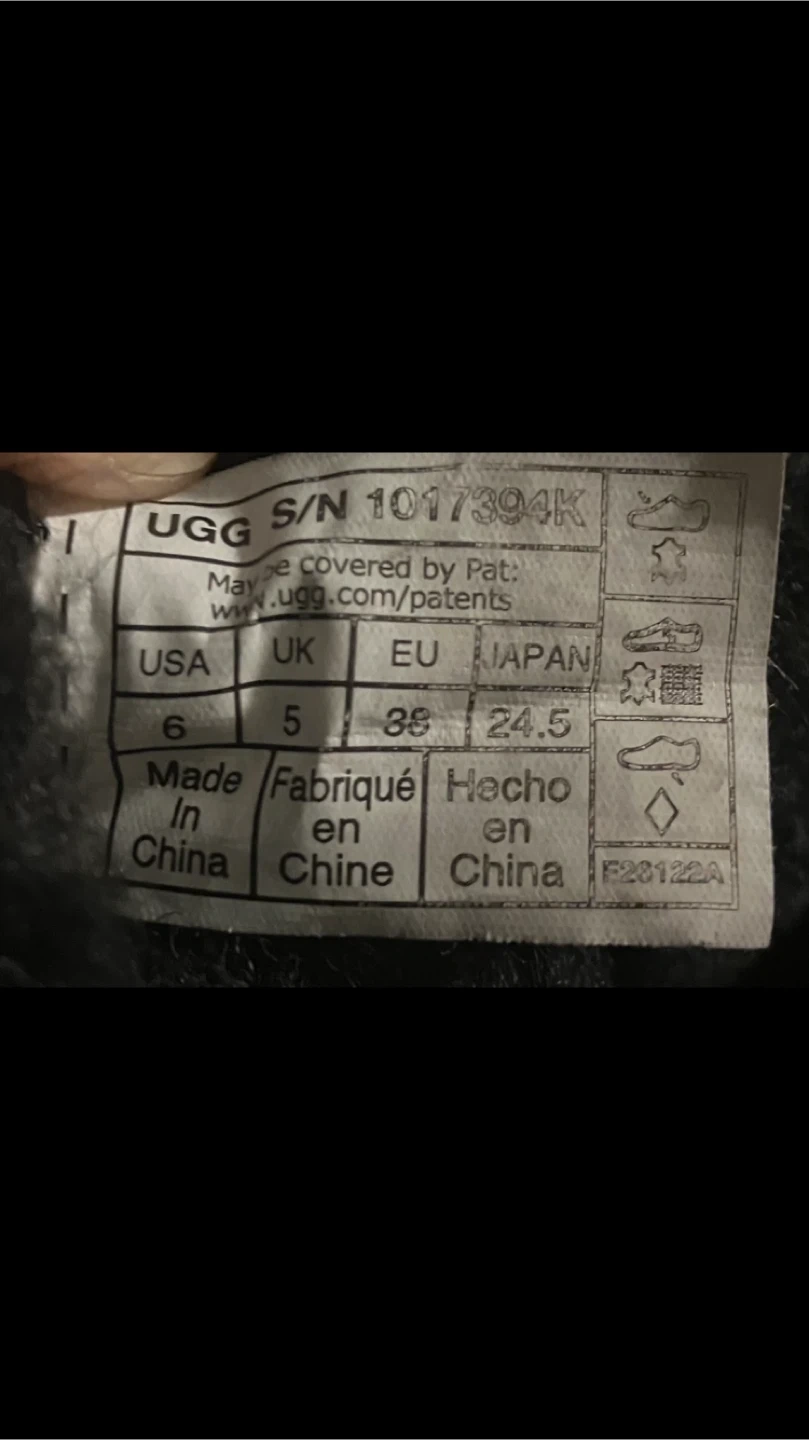 UGG S/N 1017394K
May be covered by Pat:
www.ugg.com/patents
USA UK EU JAPAN
6 5 38 24.5
Made In China
Fabriqué en Chine
Hecho en China
E26122A